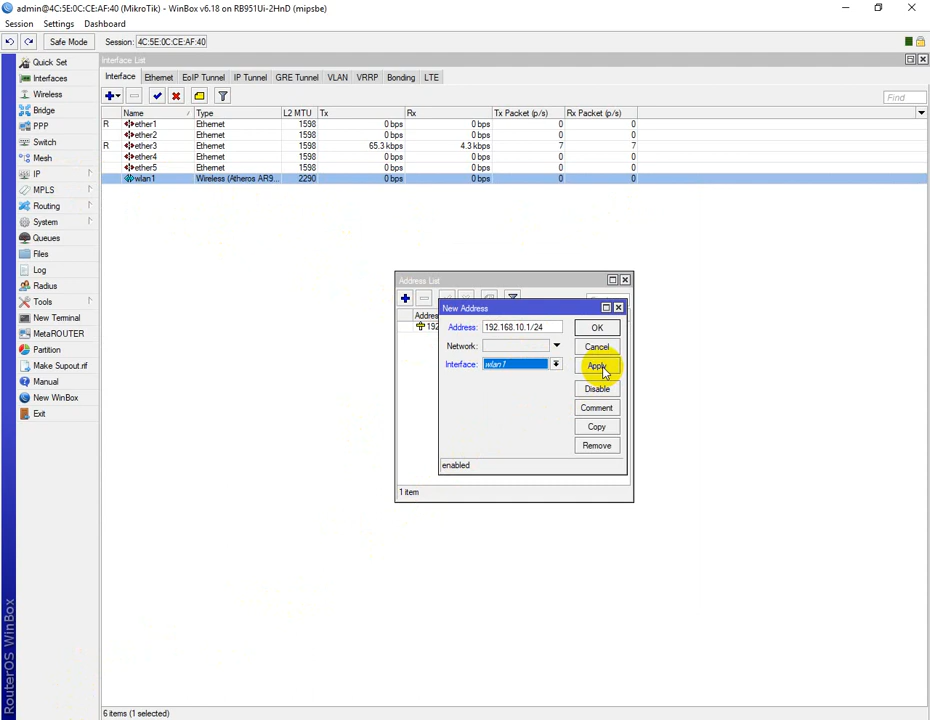 admin@4C:5E:0C:CE:AF:40 (MikroTik) - WinBox v6.18 on RB951Ui-2HnD (mipsbe)
Session Settings Dashboard
Safe Mode Session: 4C:5E:0C:CE:AF:40
Quick Set
Interfaces
Wireless
Bridge
PPP
Switch
Mesh
IP
MPLS
Routing
System
Queues
Files
Log
Radius
Tools
New Terminal
MetaROUTER
Partition
Make Supout.rif
Manual
New WinBox
Exit
RouterOS WinBox
Interface List
Interface Ethernet EoIP Tunnel IP Tunnel GRE Tunnel VLAN VRRP Bonding LTE
Find
Name / Type L2 MTU Tx Rx Tx Packet (p/s) Rx Packet (p/s)
R ether1 Ethernet 1598 0 bps 0 bps 0 0
ether2 Ethernet 1598 0 bps 0 bps 0 0
R ether3 Ethernet 1598 65.3 kbps 4.3 kbps 7 7
ether4 Ethernet 1598 0 bps 0 bps 0 0
ether5 Ethernet 1598 0 bps 0 bps 0 0
wlan1 Wireless (Atheros AR9... 2290 0 bps 0 bps 0 0
Address List
New Address
Address: 192.168.10.1/24 OK
Network: Cancel
Interface: wlan1 Apply
Disable
Comment
Copy
Remove
enabled
1 item
6 items (1 selected)